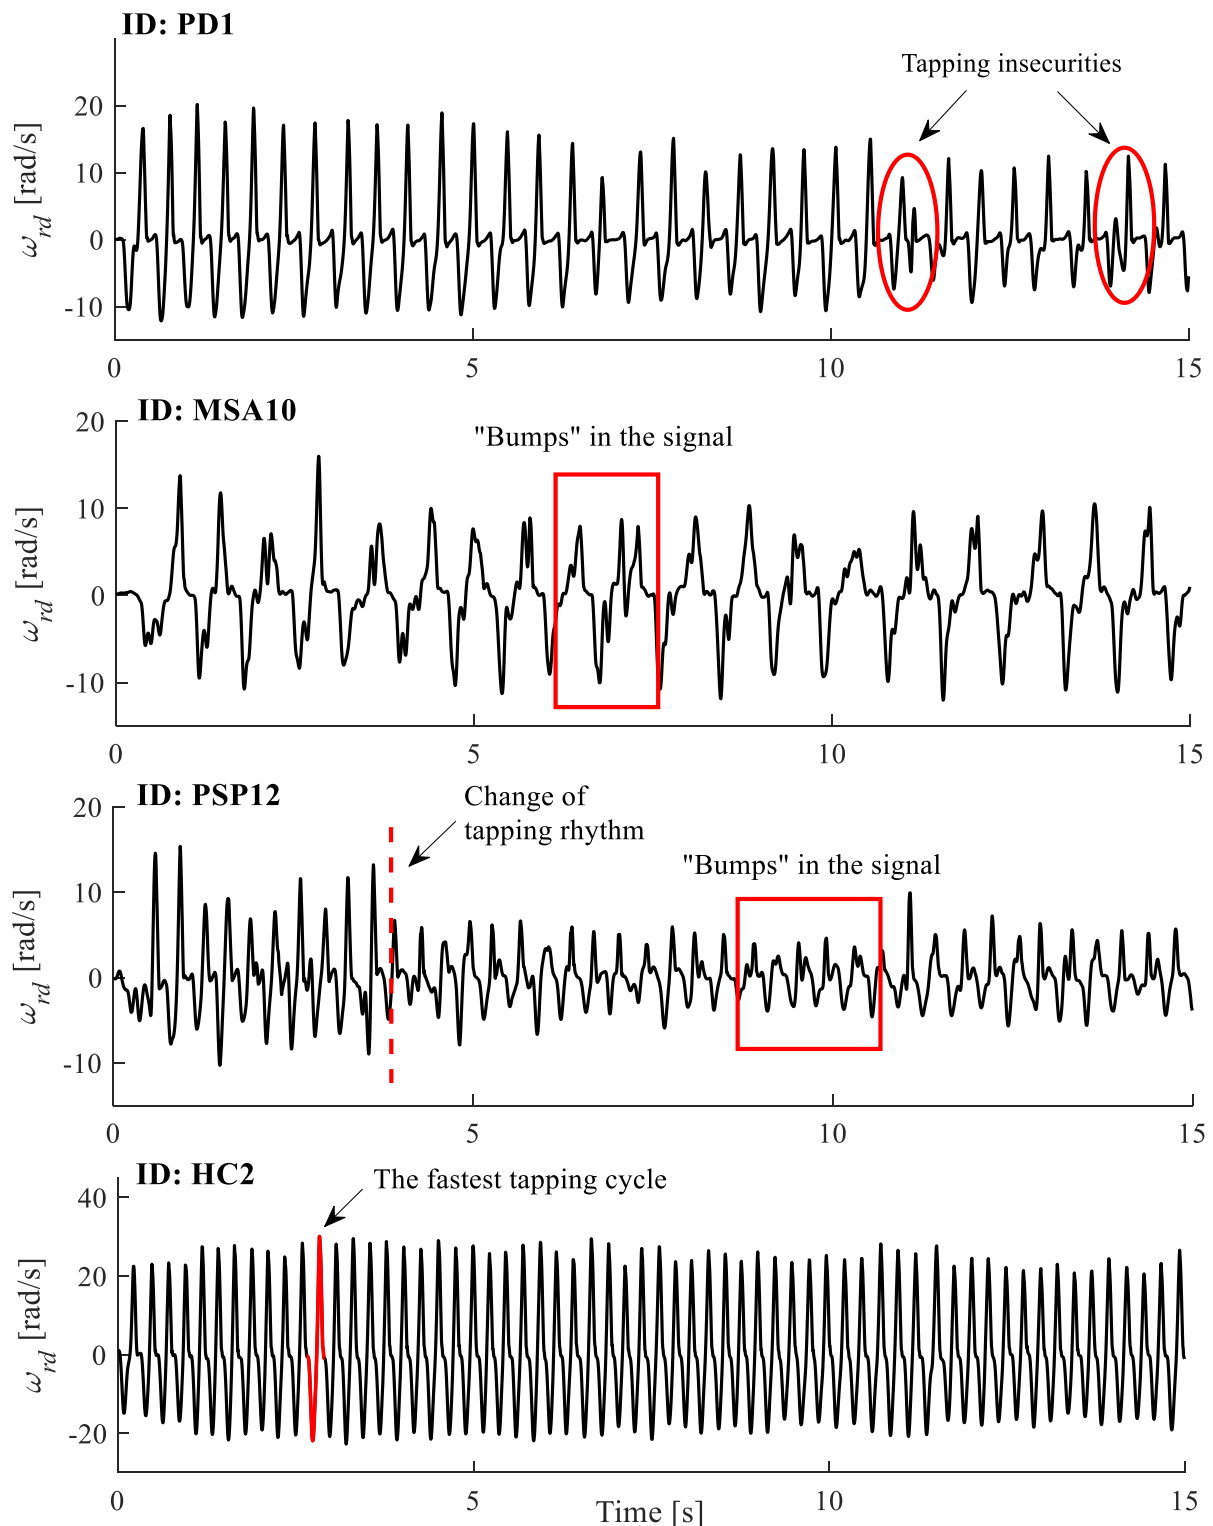 ID: PD1
Tapping insecurities
20
10
0
-10
ω_rd [rad/s]
0 5 10 15
ID: MSA10
"Bumps" in the signal
20
10
0
-10
ω_rd [rad/s]
0 5 10 15
ID: PSP12
Change of
tapping rhythm
"Bumps" in the signal
20
10
0
-10
ω_rd [rad/s]
0 5 10 15
ID: HC2
The fastest tapping cycle
40
20
0
-20
ω_rd [rad/s]
0 5 10 15
Time [s]